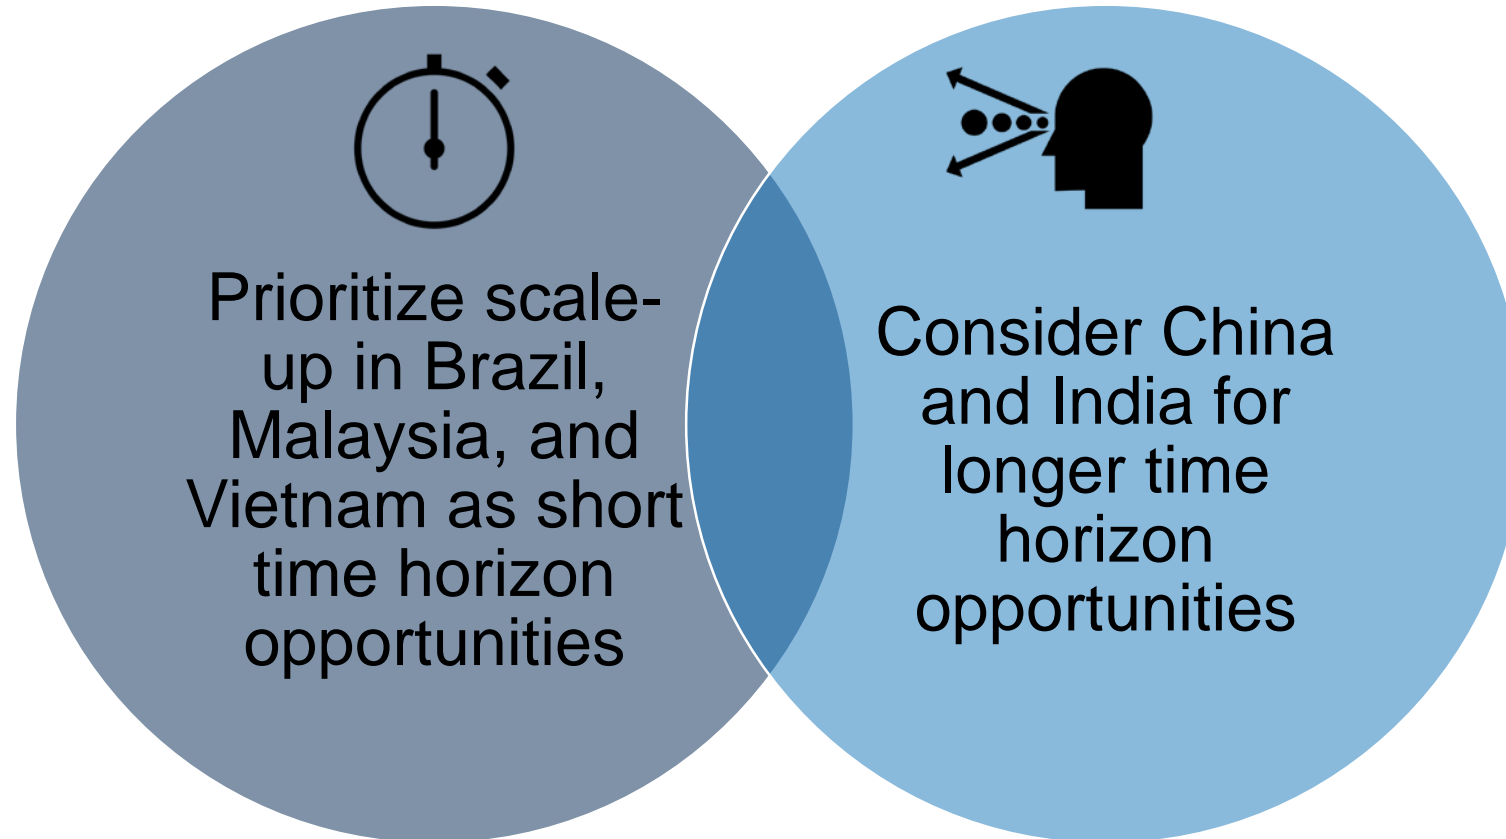 Prioritize scale-
up in Brazil,
Malaysia, and
Vietnam as short
time horizon
opportunities
Consider China
and India for
longer time
horizon
opportunities